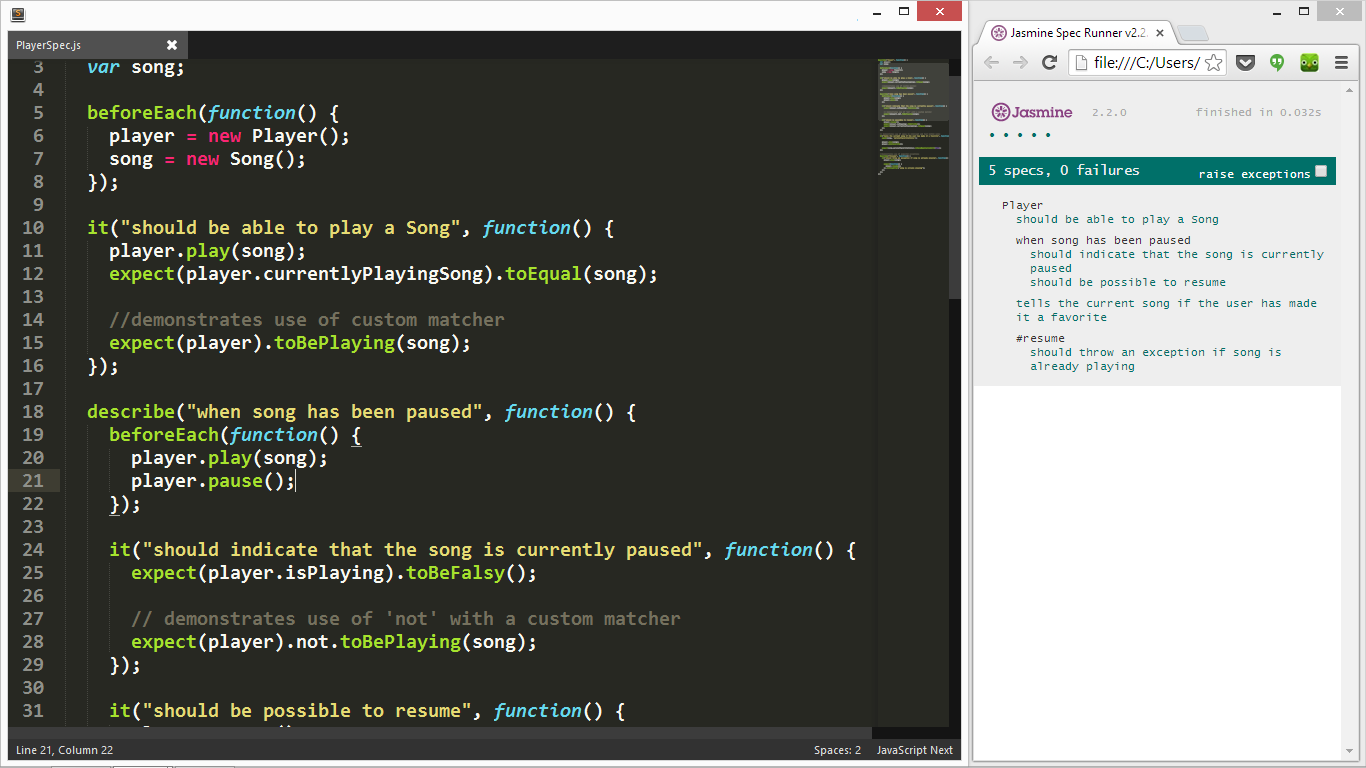 PlayerSpec.js
3 var song;
4
5 beforeEach(function() {
6 player = new Player();
7 song = new Song();
8 });
9
10 it("should be able to play a Song", function() {
11 player.play(song);
12 expect(player.currentlyPlayingSong).toEqual(song);
13
14 //demonstrates use of custom matcher
15 expect(player).toBePlaying(song);
16 });
17
18 describe("when song has been paused", function() {
19 beforeEach(function() {
20 player.play(song);
21 player.pause();
22 });
23
24 it("should indicate that the song is currently paused", function() {
25 expect(player.isPlaying).toBeFalsy();
26
27 // demonstrates use of 'not' with a custom matcher
28 expect(player).not.toBePlaying(song);
29 });
30
31 it("should be possible to resume", function() {
Line 21, Column 22 Spaces: 2 JavaScript Next
Jasmine Spec Runner v2.2.
file:///C:/Users/
Jasmine 2.2.0 finished in 0.032s
5 specs, 0 failures raise exceptions
Player
should be able to play a Song
when song has been paused
should indicate that the song is currently
paused
should be possible to resume
tells the current song if the user has made
it a favorite
#resume
should throw an exception if song is
already playing